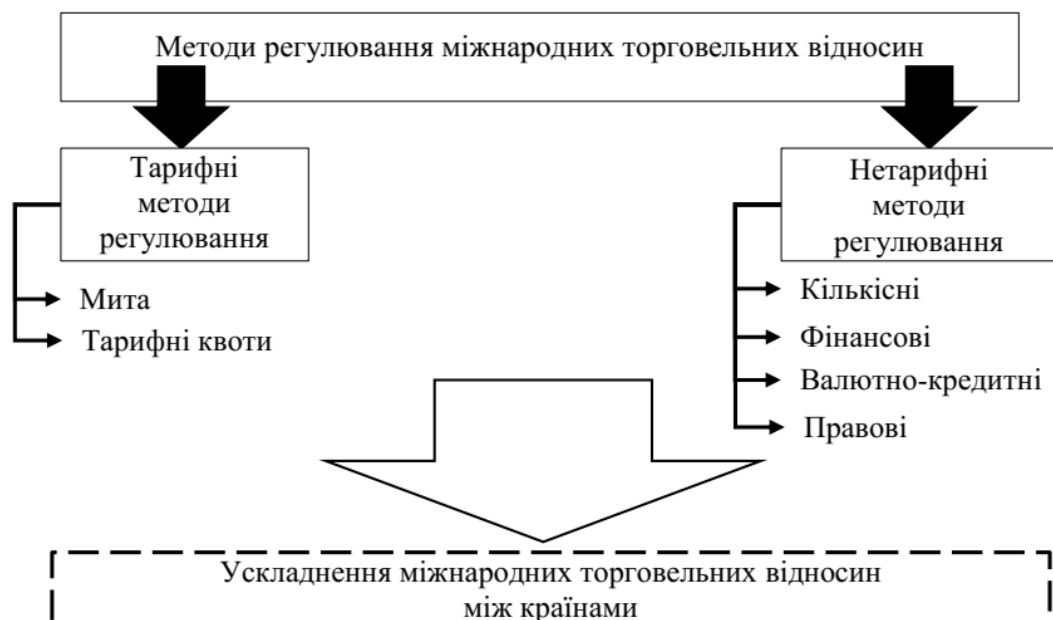 Методи регулювання міжнародних торговельних відносин
Тарифні
методи
регулювання
Мита
Тарифні квоти
Нетарифні
методи
регулювання
Кількісні
Фінансові
Валютно-кредитні
Правові
Ускладнення міжнародних торговельних відносин
між країнами